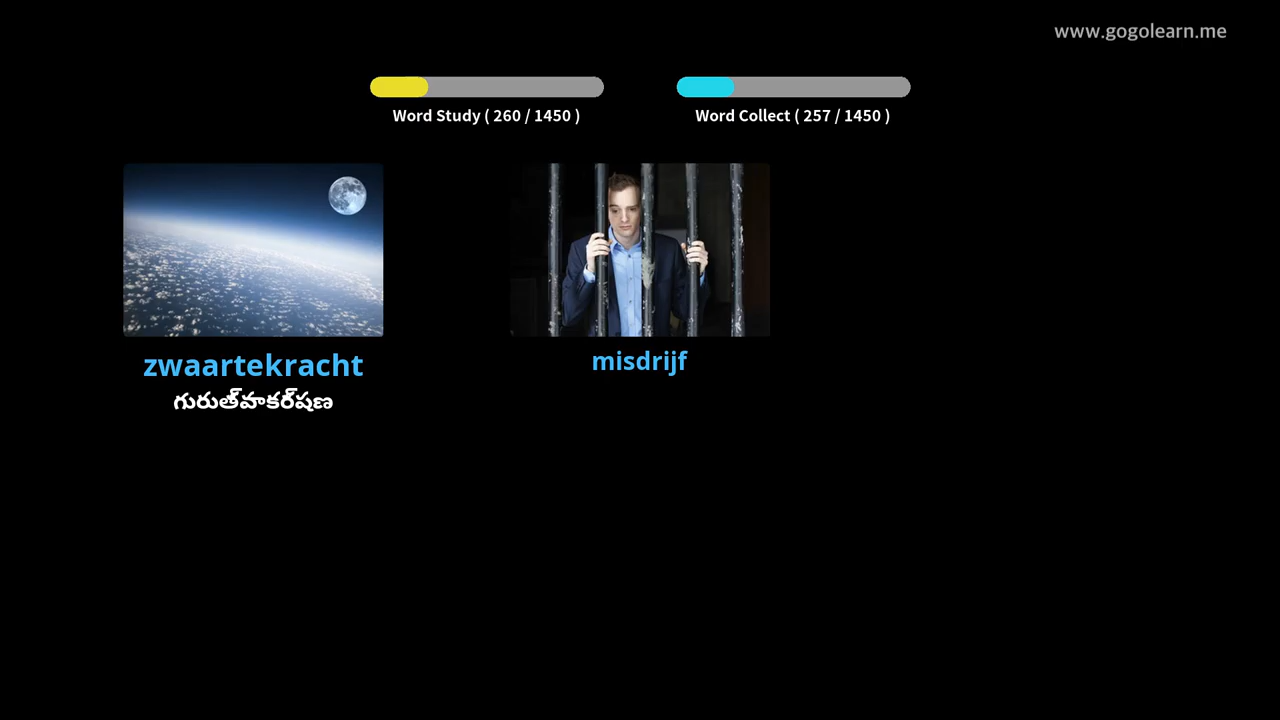 www.gogolearn.me
Word Study ( 260 / 1450 )
Word Collect ( 257 / 1450 )
zwaartekracht
గురుత్‌వాకర్‌షణ
misdrijf